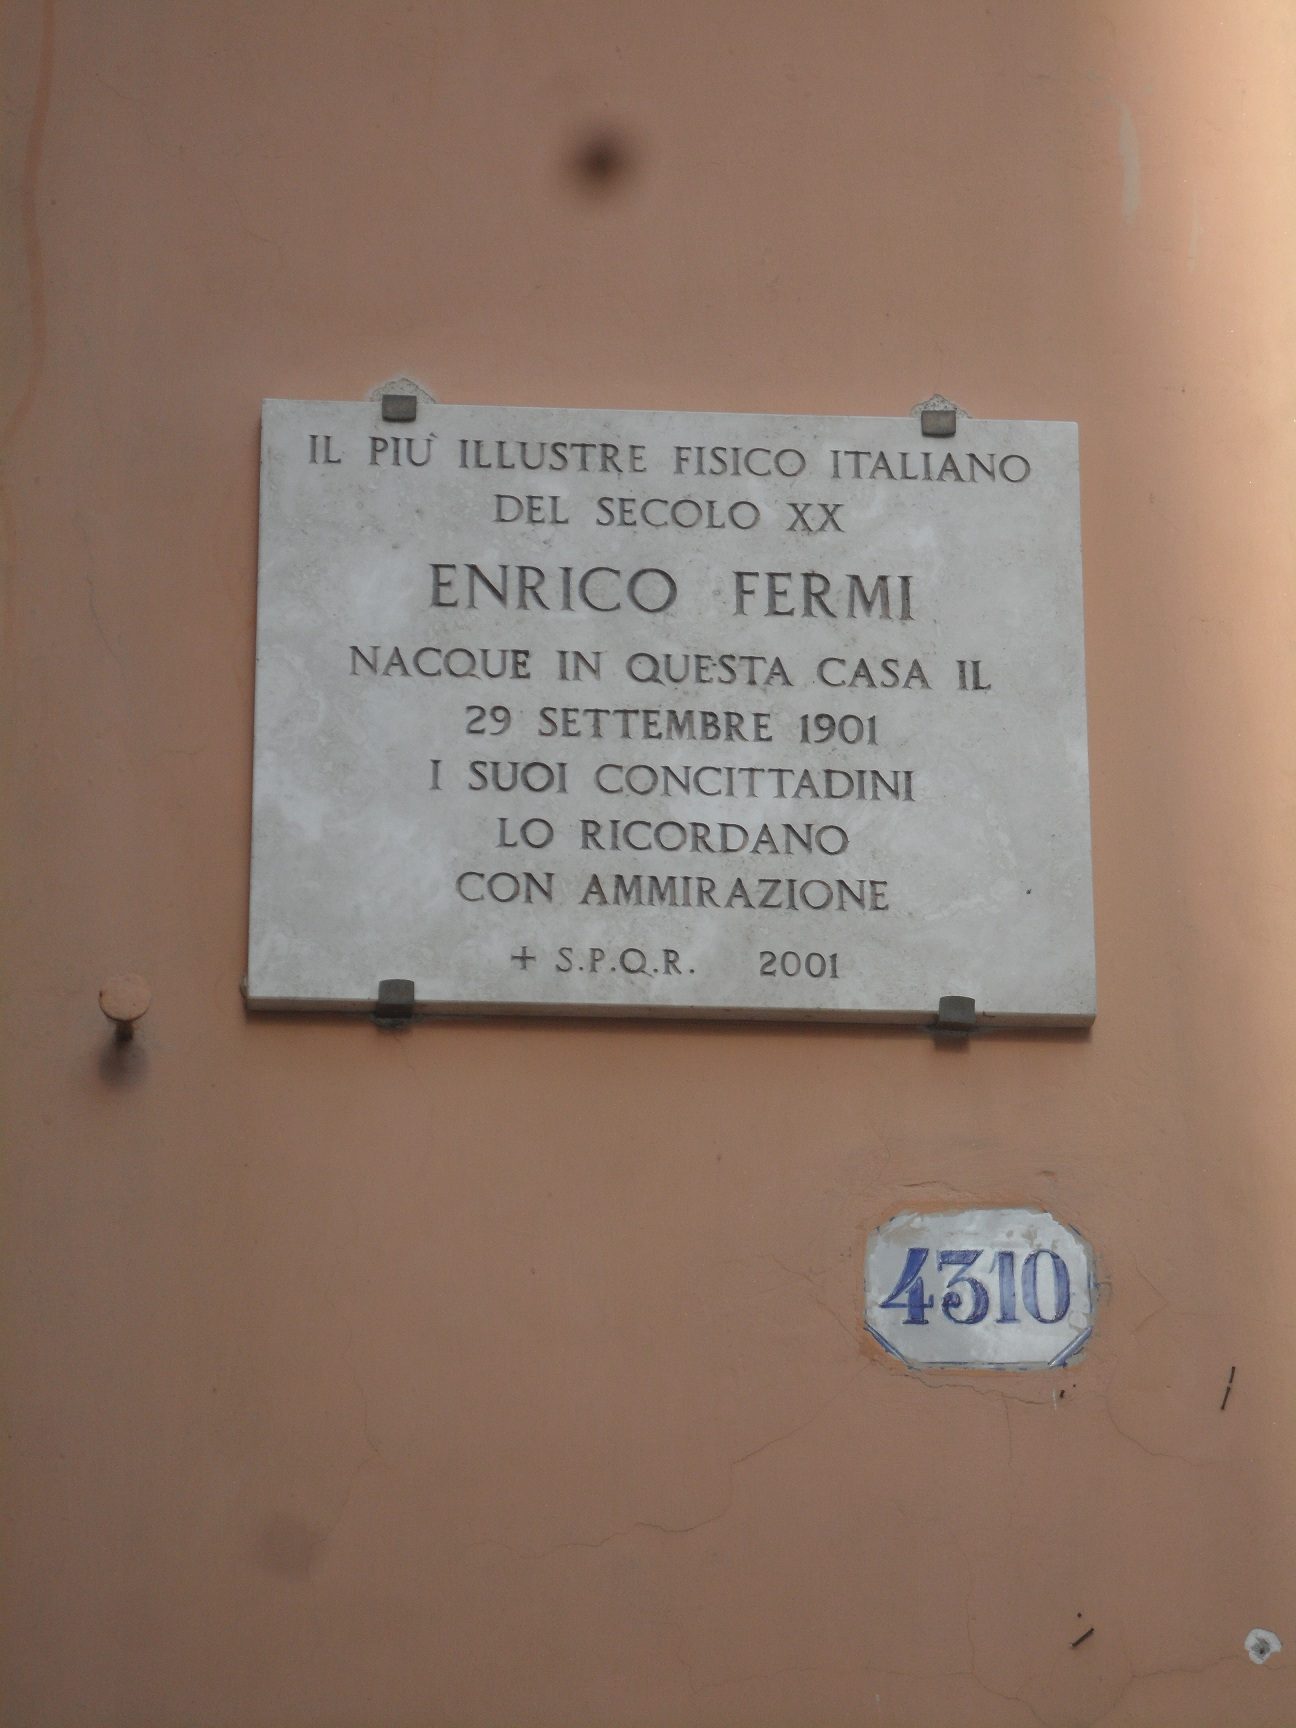 IL PIÙ ILLUSTRE FISICO ITALIANO
DEL SECOLO XX
ENRICO FERMI
NACQUE IN QUESTA CASA IL
29 SETTEMBRE 1901
I SUOI CONCITTADINI
LO RICORDANO
CON AMMIRAZIONE
+ S.P.Q.R. 2001
4310